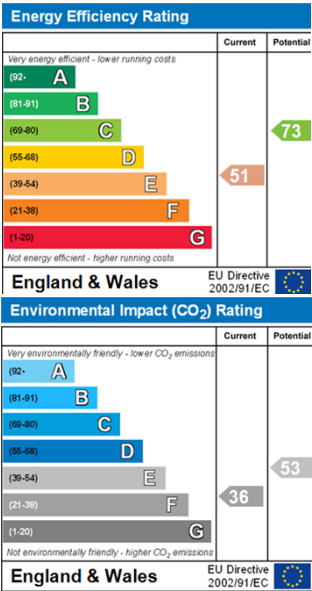 Energy Efficiency Rating
Current Potential
Very energy efficient - lower running costs
(92- A
(81-91) B
(69-80) C 73
(55-68) D
(39-54) E 51
(21-38) F
(1-20) G
Not energy efficient - higher running costs
England & Wales EU Directive
2002/91/EC
Environmental Impact (CO2) Rating
Current Potential
Very environmentally friendly - lower CO2 emissions
(92- A
(81-91) B
(69-80) C
(55-68) D
(39-54) E 53
(21-38) F 36
(1-20) G
Not environmentally friendly - higher CO2 emissions
England & Wales EU Directive
2002/91/EC